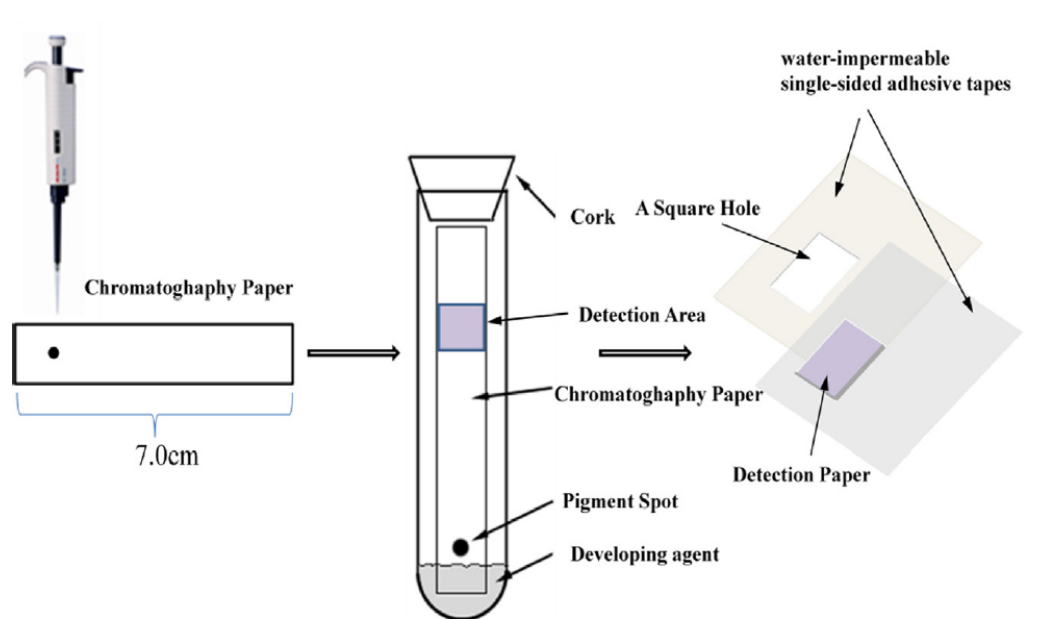 water-impermeable
single-sided adhesive tapes
A Square Hole
Cork
Chromatoghaphy Paper
Detection Area
Chromatoghaphy Paper
7.0cm
Detection Paper
Pigment Spot
Developing agent